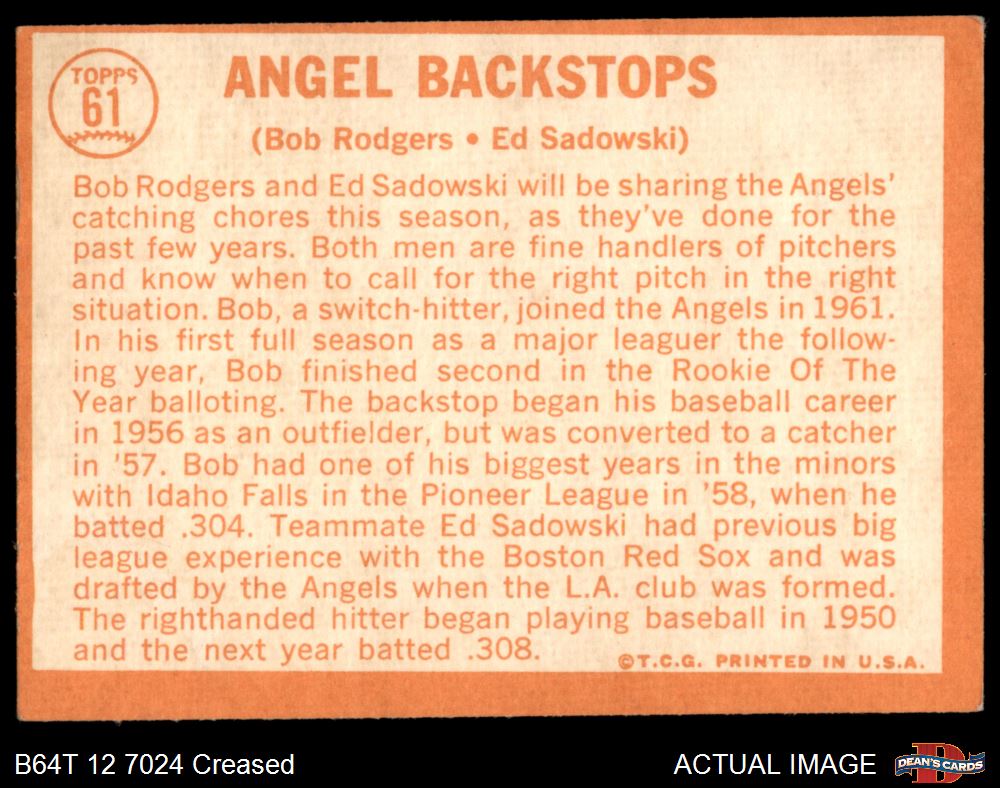 TOPPS
61
ANGEL BACKSTOPS
(Bob Rodgers • Ed Sadowski)
Bob Rodgers and Ed Sadowski will be sharing the Angels'
catching chores this season, as they've done for the
past few years. Both men are fine handlers of pitchers
and know when to call for the right pitch in the right
situation. Bob, a switch-hitter, joined the Angels in 1961.
In his first full season as a major leaguer the follow-
ing year, Bob finished second in the Rookie Of The
Year balloting. The backstop began his baseball career
in 1956 as an outfielder, but was converted to a catcher
in '57. Bob had one of his biggest years in the minors
with Idaho Falls in the Pioneer League in '58, when he
batted .304. Teammate Ed Sadowski had previous big
league experience with the Boston Red Sox and was
drafted by the Angels when the L.A. club was formed.
The righthanded hitter began playing baseball in 1950
and the next year batted .308.
©T.C.G. PRINTED IN U.S.A.
B64T 12 7024 Creased
ACTUAL IMAGE
D
DEAN'S CARDS